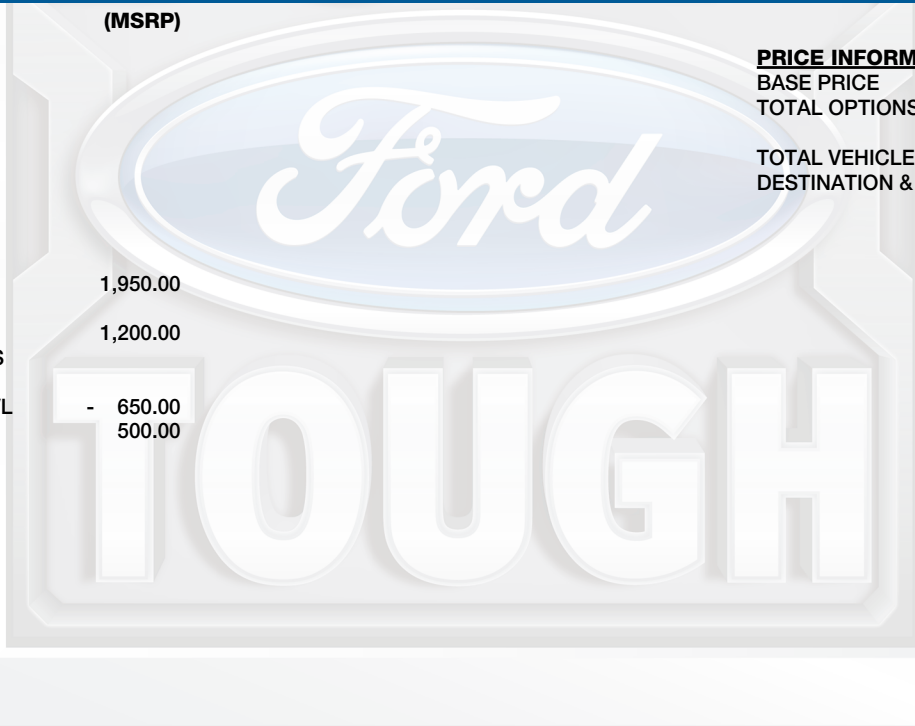 (MSRP)
PRICE INFORM
BASE PRICE
TOTAL OPTIONS
TOTAL VEHICLE
DESTINATION &
1,950.00
1,200.00
S
L
- 650.00
500.00
Ford
TOUGH